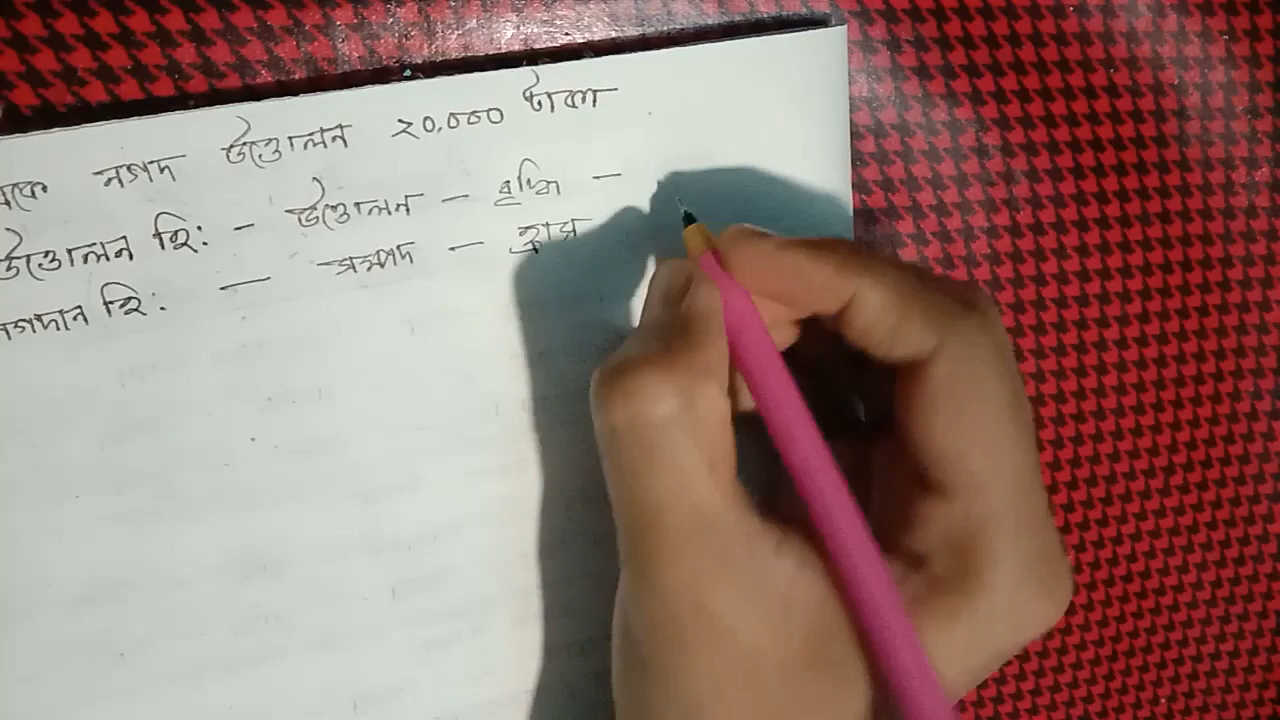 থেকে নগদ উত্তোলন ২০,০০০ টাকা
উত্তোলন হি: - উত্তোলন - বৃদ্ধি -
নগদান হি: - সম্পদ - হ্রাস